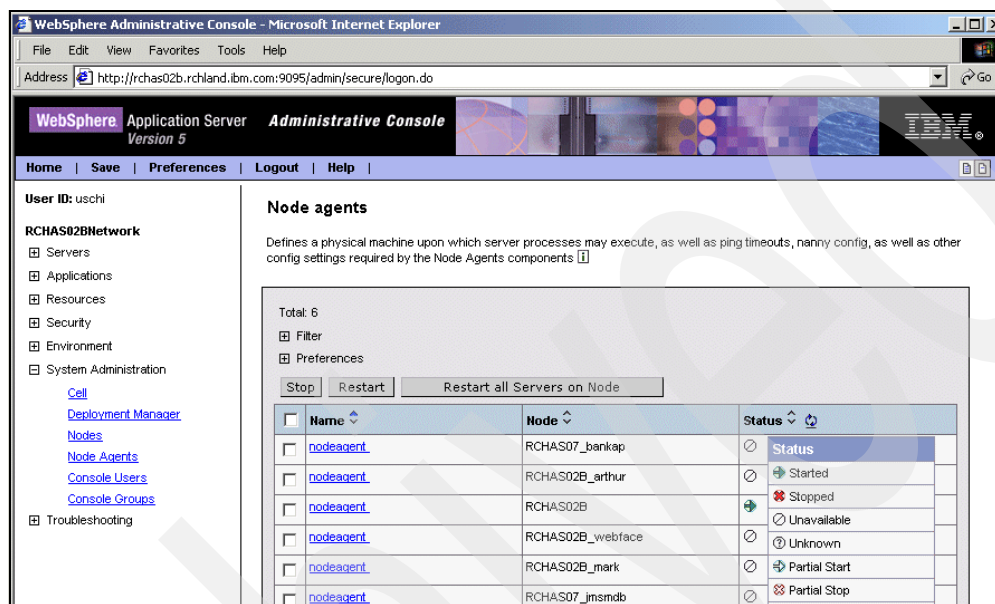 WebSphere Administrative Console - Microsoft Internet Explorer
File Edit View Favorites Tools Help
Address http://rchas02b.rchland.ibm.com:9095/admin/secure/logon.do Go
WebSphere Application Server Administrative Console
Version 5
IBM
Home | Save | Preferences | Logout | Help |
User ID: uschi
RCHAS02BNetwork
Servers
Applications
Resources
Security
Environment
System Administration
Cell
Deployment Manager
Nodes
Node Agents
Console Users
Console Groups
Troubleshooting
Node agents
Defines a physical machine upon which server processes may execute, as well as ping timeouts, nanny config, as well as other
config settings required by the Node Agents components i
Total: 6
Filter
Preferences
Stop Restart Restart all Servers on Node
Name Node Status
nodeagent RCHAS07_bankap
nodeagent RCHAS02B_arthur
nodeagent RCHAS02B
nodeagent RCHAS02B_webface
nodeagent RCHAS02B_mark
nodeagent RCHAS07_jmsmdb
Status
Started
Stopped
Unavailable
Unknown
Partial Start
Partial Stop